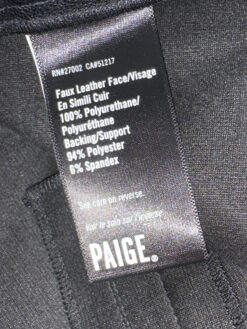 RN#27002 CA#51217
Faux Leather Face/Visage
En Simili Cuir
100% Polyurethane/
Polyuréthane
Backing/Support
94% Polyester
6% Spandex
See care on reverse.
Voir le soin sur l'inverse
PAIGE®